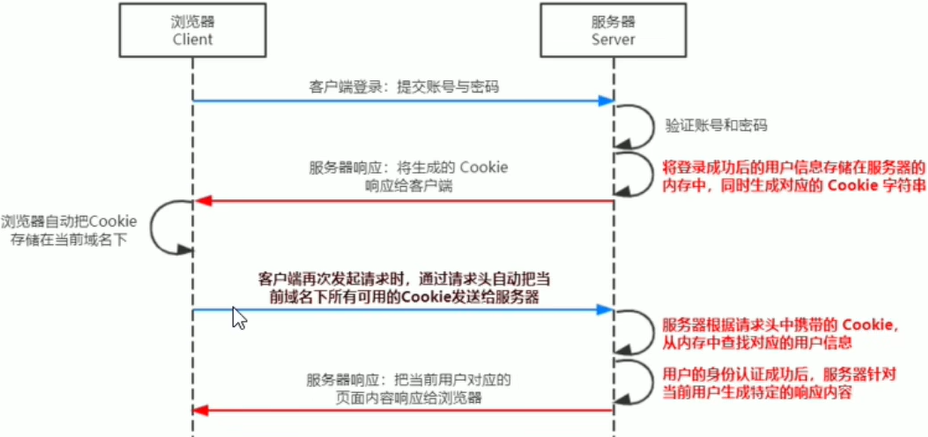 浏览器
Client
服务器
Server
客户端登录：提交账号与密码
验证账号和密码
将登录成功后的用户信息存储在服务器的
内存中，同时生成对应的 Cookie 字符串
服务器响应：将生成的 Cookie
响应给客户端
浏览器自动把Cookie
存储在当前域名下
客户端再次发起请求时，通过请求头自动把当
前域名下所有可用的Cookie发送给服务器
服务器根据请求头中携带的 Cookie，
从内存中查找对应的用户信息
用户的身份认证成功后，服务器针对
当前用户生成特定的响应内容
服务器响应：把当前用户对应的
页面内容响应给浏览器